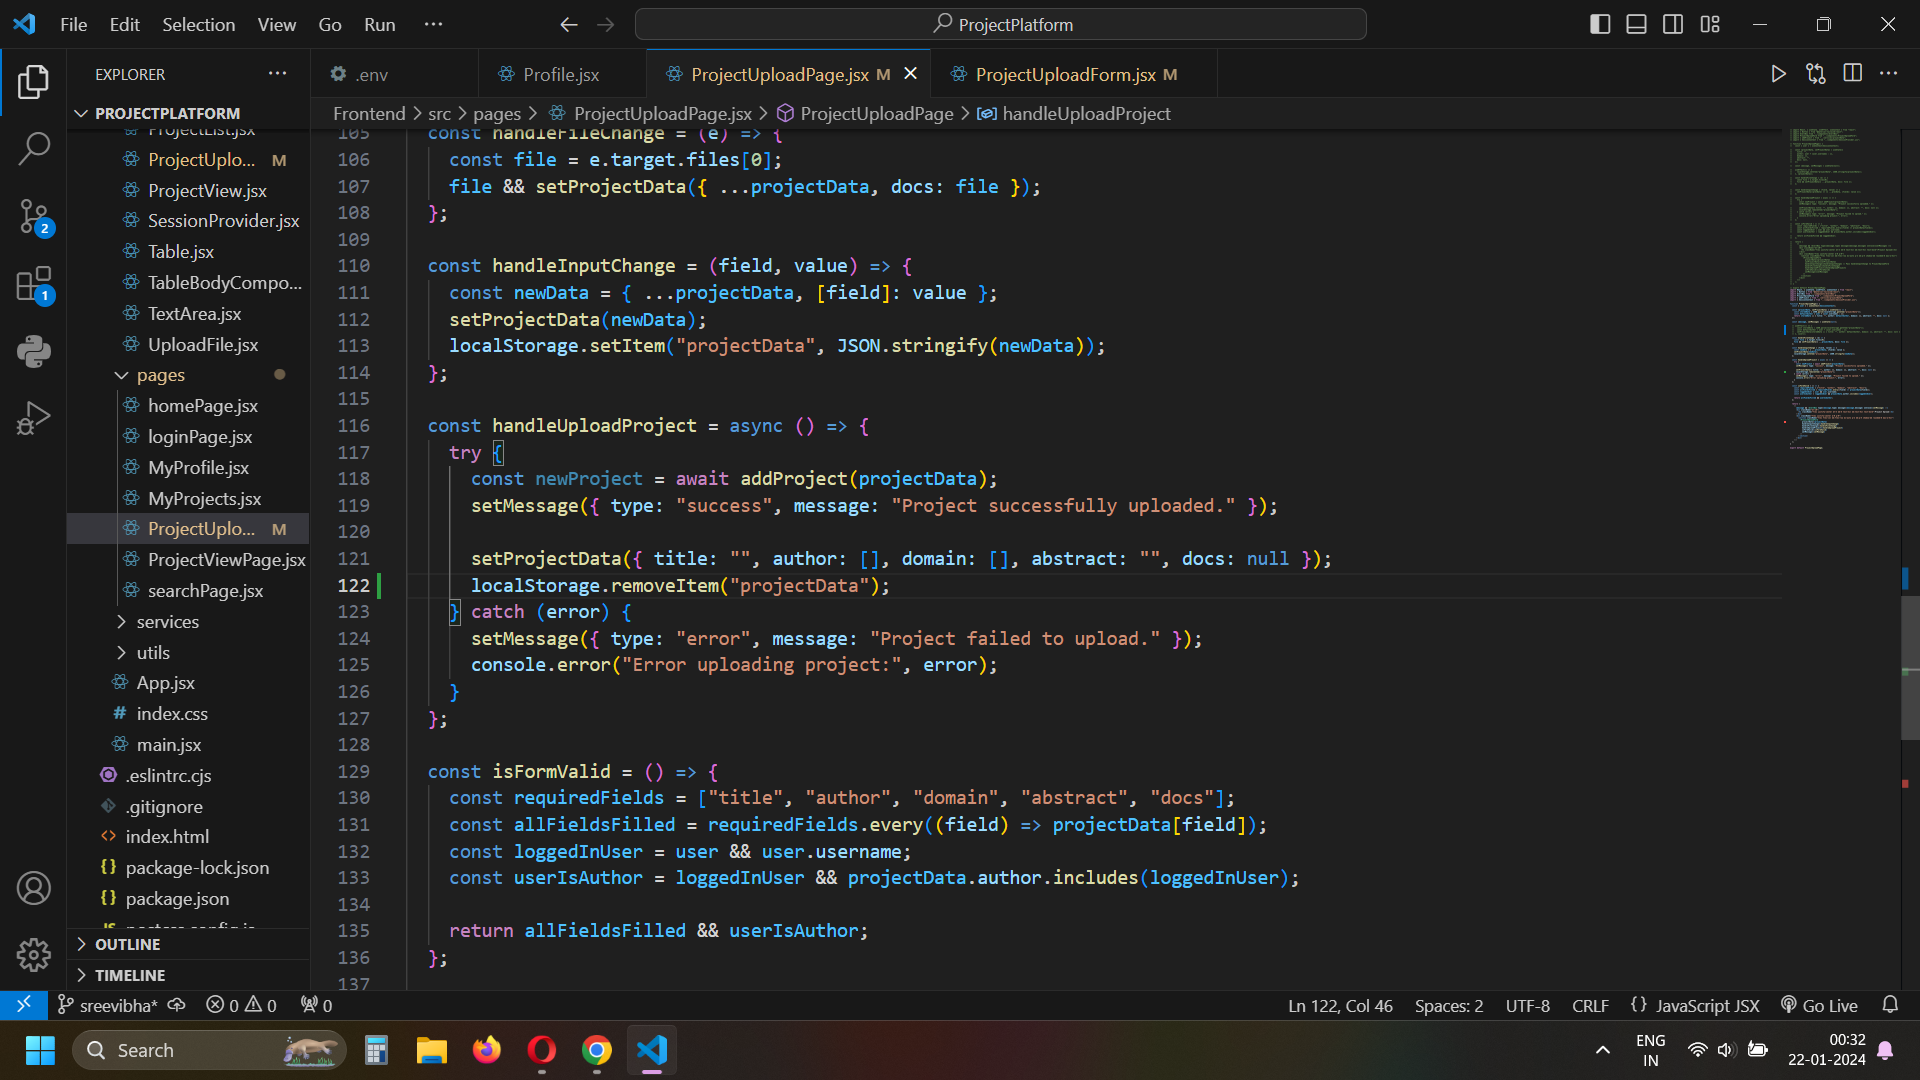 File Edit Selection View Go Run ··· ProjectPlatform
EXPLORER ···
PROJECTPLATFORM
ProjectList.jsx
ProjectUplo... M
ProjectView.jsx
SessionProvider.jsx
Table.jsx
TableBodyCompo...
TextArea.jsx
UploadFile.jsx
pages
homePage.jsx
loginPage.jsx
MyProfile.jsx
MyProjects.jsx
ProjectUplo... M
ProjectViewPage.jsx
searchPage.jsx
services
utils
App.jsx
# index.css
main.jsx
.eslintrc.cjs
.gitignore
<> index.html
{} package-lock.json
{} package.json
OUTLINE
TIMELINE
2
1
.env Profile.jsx ProjectUploadPage.jsx M ProjectUploadForm.jsx M
Frontend > src > pages > ProjectUploadPage.jsx > ProjectUploadPage > handleUploadProject
105 const handleFileChange = (e) => {
106 const file = e.target.files[0];
107 file && setProjectData({ ...projectData, docs: file });
108 };
109
110 const handleInputChange = (field, value) => {
111 const newData = { ...projectData, [field]: value };
112 setProjectData(newData);
113 localStorage.setItem("projectData", JSON.stringify(newData));
114 };
115
116 const handleUploadProject = async () => {
117 try {
118 const newProject = await addProject(projectData);
119 setMessage({ type: "success", message: "Project successfully uploaded." });
120
121 setProjectData({ title: "", author: [], domain: [], abstract: "", docs: null });
122 localStorage.removeItem("projectData");
123 } catch (error) {
124 setMessage({ type: "error", message: "Project failed to upload." });
125 console.error("Error uploading project:", error);
126 }
127 };
128
129 const isFormValid = () => {
130 const requiredFields = ["title", "author", "domain", "abstract", "docs"];
131 const allFieldsFilled = requiredFields.every((field) => projectData[field]);
132 const loggedInUser = user && user.username;
133 const userIsAuthor = loggedInUser && projectData.author.includes(loggedInUser);
134
135 return allFieldsFilled && userIsAuthor;
136 };
137
sreevibha* 0 0 0 Ln 122, Col 46 Spaces: 2 UTF-8 CRLF {} JavaScript JSX Go Live
Search
ENG
IN
00:32
22-01-2024